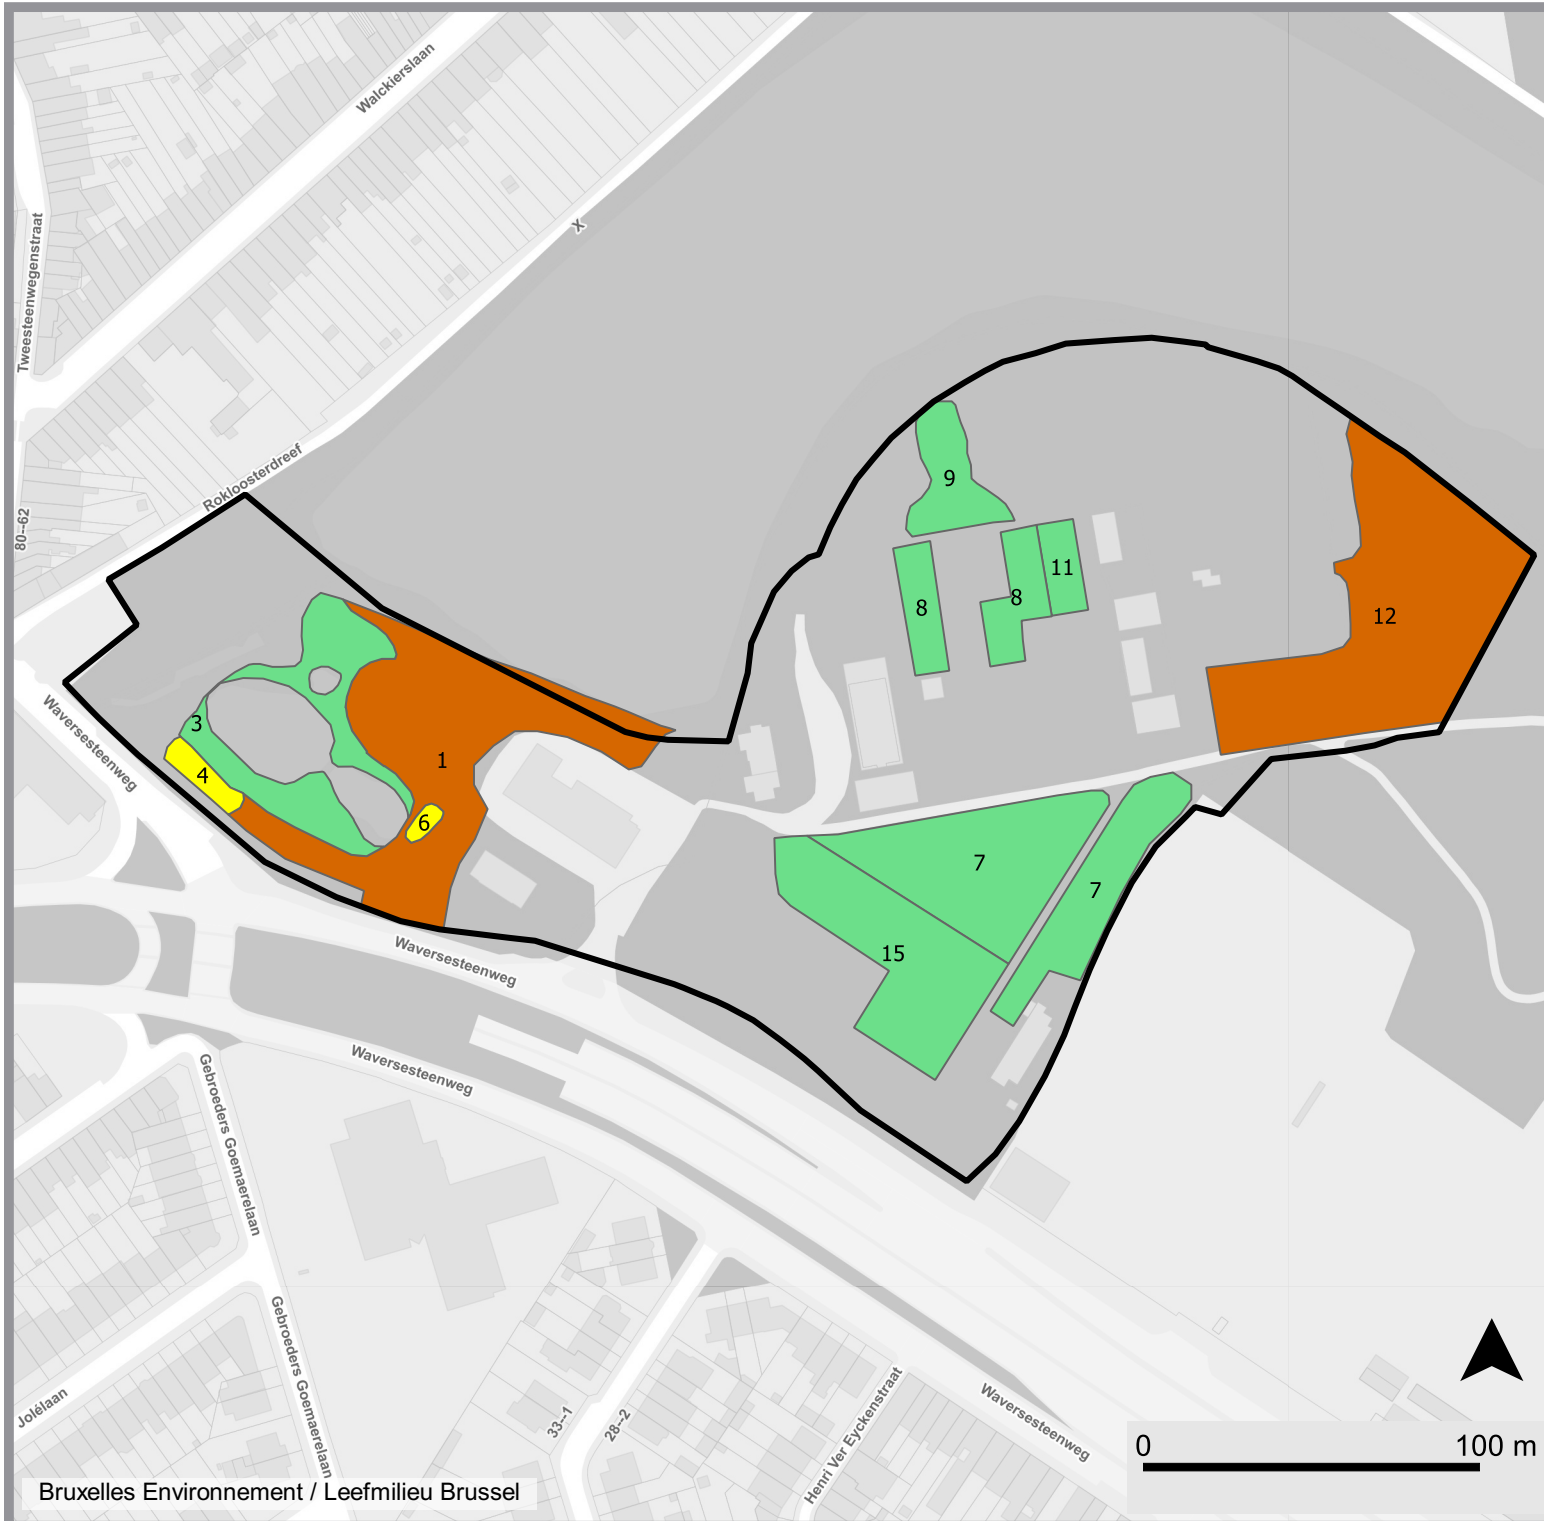 Walckierslaan
X
Tweesteenwegenstraat
Rokloosterdreef
80--62
9
11
8
8
12
3
Waversesteenweg
4
1
6
7
7
15
Waversesteenweg
Waversesteenweg
Gebroeders Goemaerelaan
Gebroeders Goemaerelaan
Jolélaan
33--1
28--2
Henri Ver Eyckenstraat
Waversesteenweg
0 100 m
Bruxelles Environnement / Leefmilieu Brussel